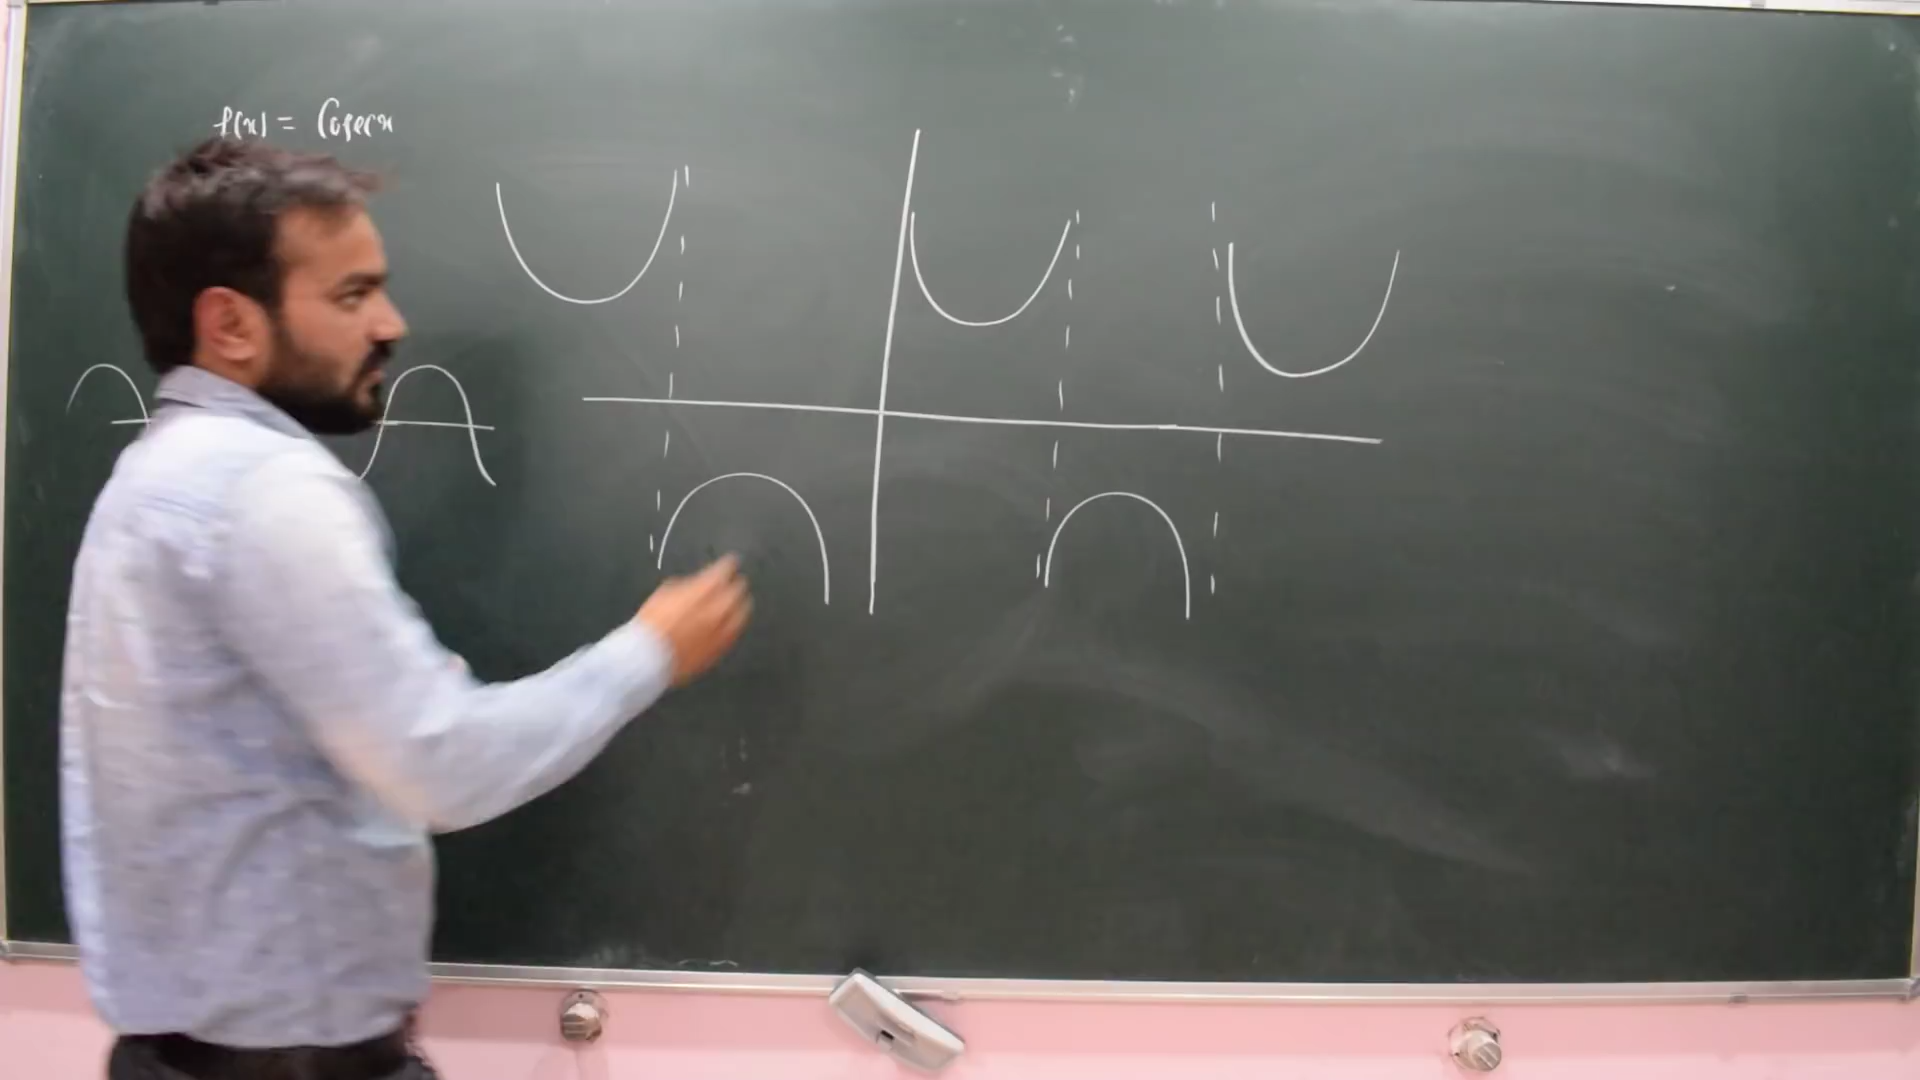 f(x) = Cosecx